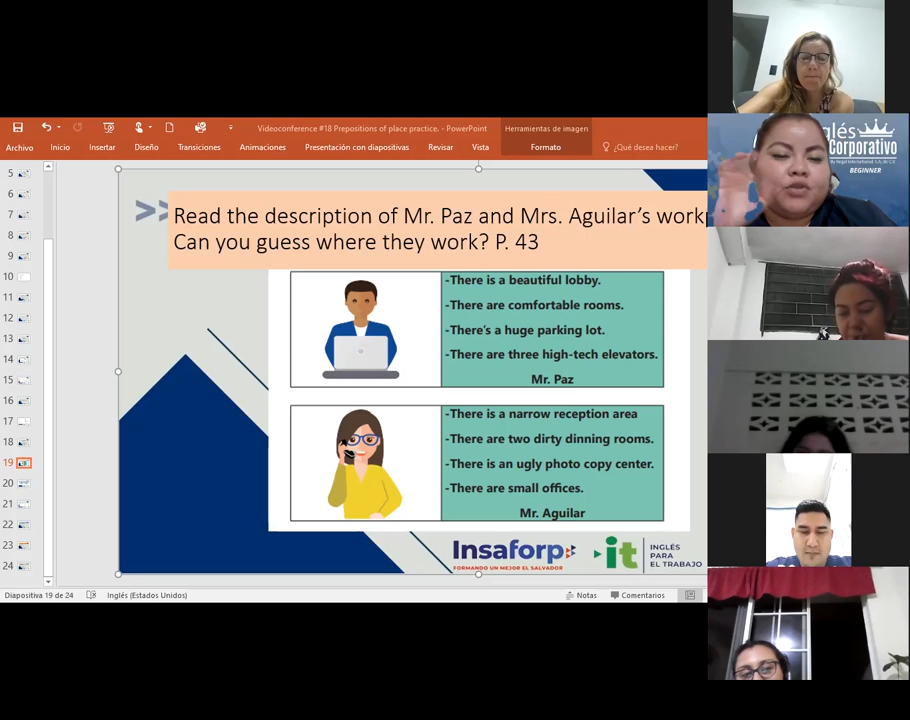 Videoconference #18 Prepositions of place practice. - PowerPoint
Herramientas de imagen
Archivo Inicio Insertar Diseño Transiciones Animaciones Presentación con diapositivas Revisar Vista Formato ¿Qué desea hacer?
5
6
7
8
9
10
11
12
13
14
15
16
17
18
19
20
21
22
23
24
>>
Read the description of Mr. Paz and Mrs. Aguilar's work
Can you guess where they work? P. 43
-There is a beautiful lobby.
-There are comfortable rooms.
-There's a huge parking lot.
-There are three high-tech elevators.
Mr. Paz
-There is a narrow reception area
-There are two dirty dinning rooms.
-There is an ugly photo copy center.
-There are small offices.
Mr. Aguilar
Insaforp
FORMANDO UN MEJOR EL SALVADOR
it
INGLÉS
PARA
EL TRABAJO
Diapositiva 19 de 24 Inglés (Estados Unidos) Notas Comentarios
Corporativo
BEGINNER